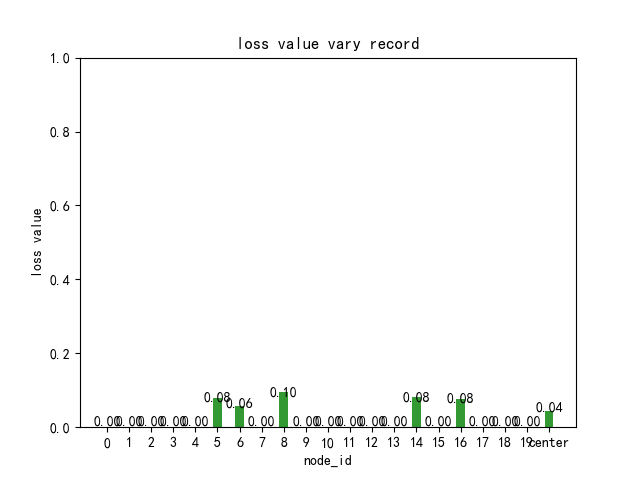 loss value vary record
1.0
0.8
0.6
0.4
0.2
0.0
loss value
0.00 0.00 0.00 0.00 0.00 0.08 0.06 0.00 0.10 0.00 0.00 0.00 0.00 0.00 0.08 0.00 0.08 0.00 0.00 0.00 0.04
0 1 2 3 4 5 6 7 8 9 10 11 12 13 14 15 16 17 18 19 center
node_id